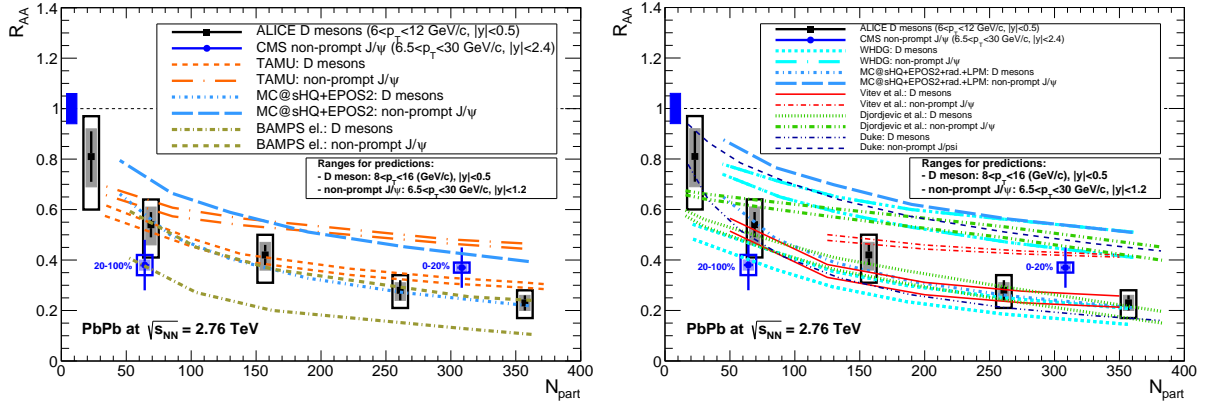 R_AA
1.4
1.2
1
0.8
0.6
0.4
0.2
0
ALICE D mesons (6<p_T<12 GeV/c, |y|<0.5)
CMS non-prompt J/ψ (6.5<p_T<30 GeV/c, |y|<2.4)
TAMU: D mesons
TAMU: non-prompt J/ψ
MC@sHQ+EPOS2: D mesons
MC@sHQ+EPOS2: non-prompt J/ψ
BAMPS el.: D mesons
BAMPS el.: non-prompt J/ψ
Ranges for predictions:
- D meson: 8<p_T<16 (GeV/c), |y|<0.5
- non-prompt J/ψ: 6.5<p_T<30 GeV/c, |y|<1.2
20-100%
0-20%
PbPb at √s_NN = 2.76 TeV
0 50 100 150 200 250 300 350 400
N_part
R_AA
1.4
1.2
1
0.8
0.6
0.4
0.2
0
ALICE D mesons (6<p_T<12 GeV/c, |y|<0.5)
CMS non-prompt J/ψ (6.5<p_T<30 GeV/c, |y|<2.4)
WHDG: D mesons
WHDG: non-prompt J/ψ
MC@sHQ+EPOS2+rad.+LPM: D mesons
MC@sHQ+EPOS2+rad.+LPM: non-prompt J/ψ
Vitev et al.: D mesons
Vitev et al.: non-prompt J/ψ
Djordjevic et al.: D mesons
Djordjevic et al.: non-prompt J/ψ
Duke: D mesons
Duke: non-prompt J/psi
Ranges for predictions:
- D meson: 8<p_T<16 (GeV/c), |y|<0.5
- non-prompt J/ψ: 6.5<p_T<30 GeV/c, |y|<1.2
20-100%
0-20%
PbPb at √s_NN = 2.76 TeV
0 50 100 150 200 250 300 350 400
N_part